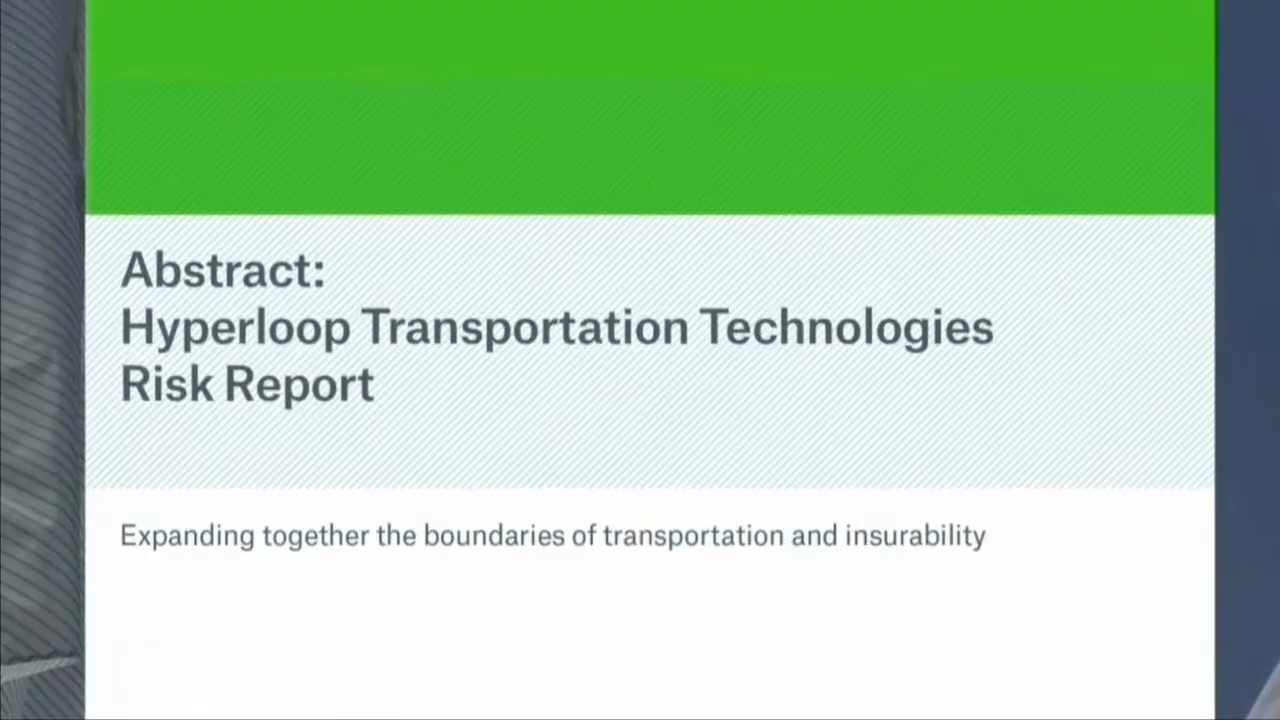 Abstract:
Hyperloop Transportation Technologies
Risk Report
Expanding together the boundaries of transportation and insurability